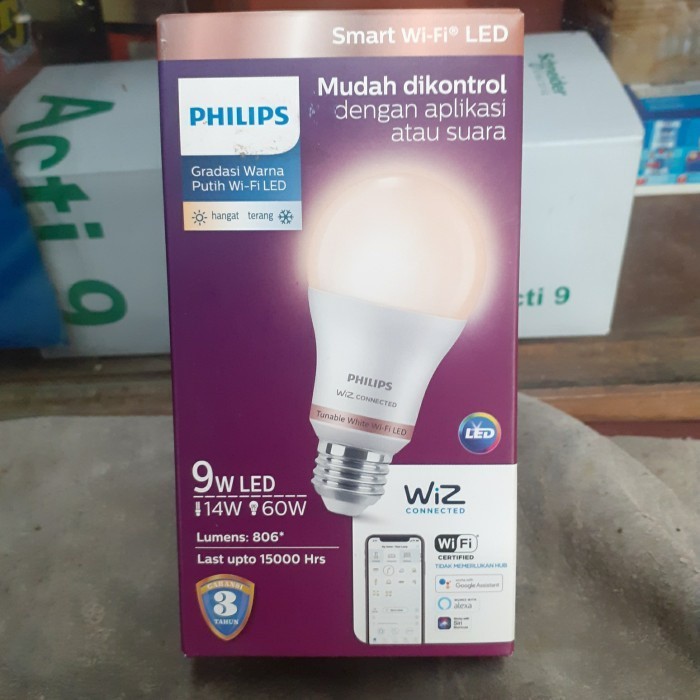 Smart Wi-Fi® LED
PHILIPS
Mudah dikontrol
dengan aplikasi
atau suara
Gradasi Warna
Putih Wi-Fi LED
hangat terang
PHILIPS
WiZ CONNECTED
Tunable White Wi-Fi LED
LED
9W LED
14W 60W
Lumens: 806*
Last upto 15000 Hrs
GARANSI
3
TAHUN
WiZ
CONNECTED
WiFi
CERTIFIED
TIDAK MEMERLUKAN HUB
Google Assistant
alexa
Siri
Acti 9
Schneider
cti 9